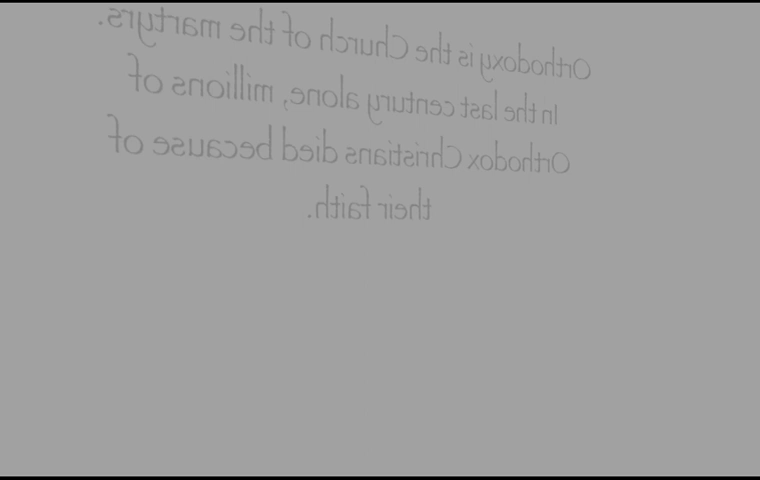 Orthodoxy is the Church of the martyrs.
In the last century alone, millions of
Orthodox Christians died because of
their faith.